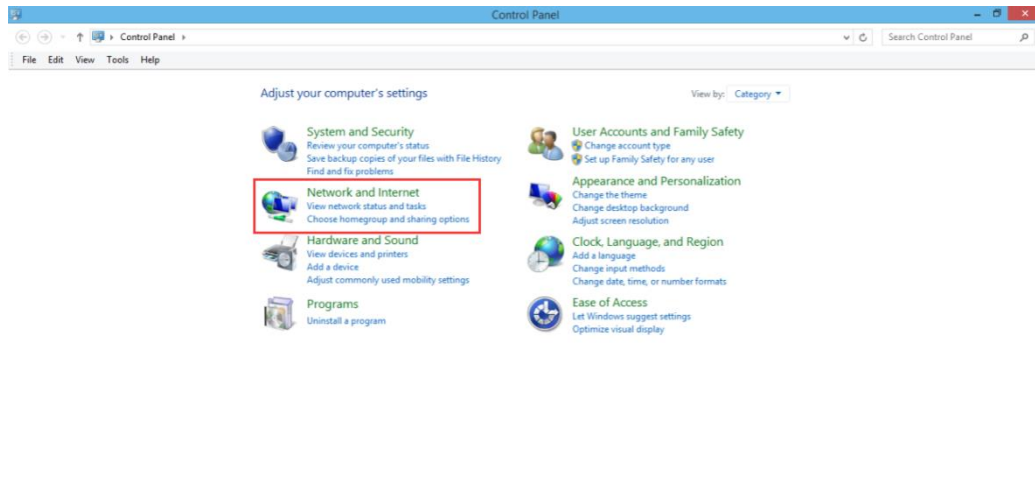 Control Panel
Control Panel
Search Control Panel
File Edit View Tools Help
Adjust your computer's settings
View by: Category
System and Security
Review your computer's status
Save backup copies of your files with File History
Find and fix problems
Network and Internet
View network status and tasks
Choose homegroup and sharing options
Hardware and Sound
View devices and printers
Add a device
Adjust commonly used mobility settings
Programs
Uninstall a program
User Accounts and Family Safety
Change account type
Set up Family Safety for any user
Appearance and Personalization
Change the theme
Change desktop background
Adjust screen resolution
Clock, Language, and Region
Add a language
Change input methods
Change date, time, or number formats
Ease of Access
Let Windows suggest settings
Optimize visual display